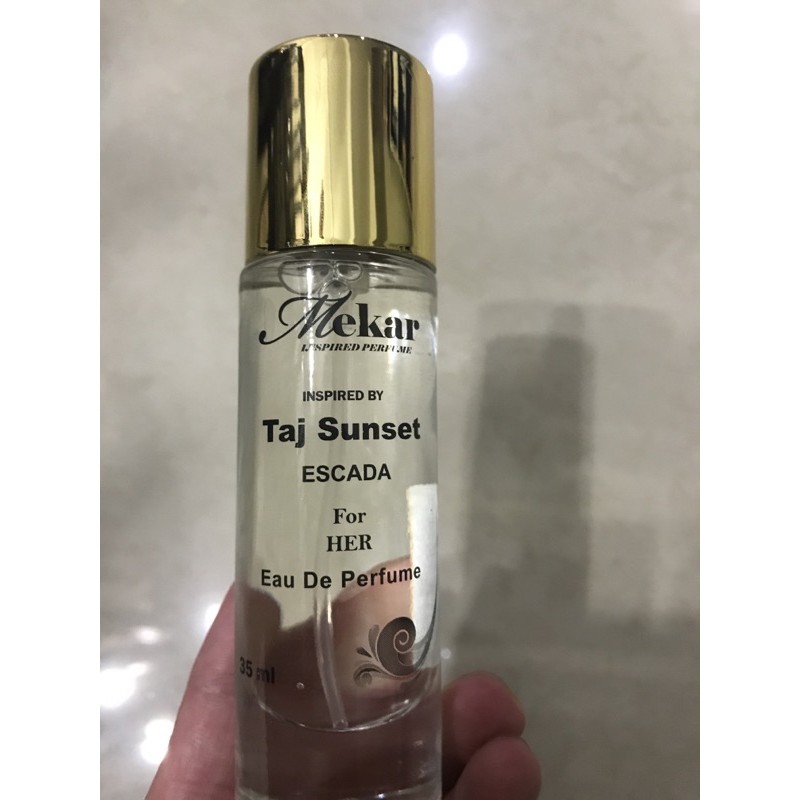 Mekar
INSPIRED PERFUME
INSPIRED BY
Taj Sunset
ESCADA
For
HER
Eau De Perfume
35 ml